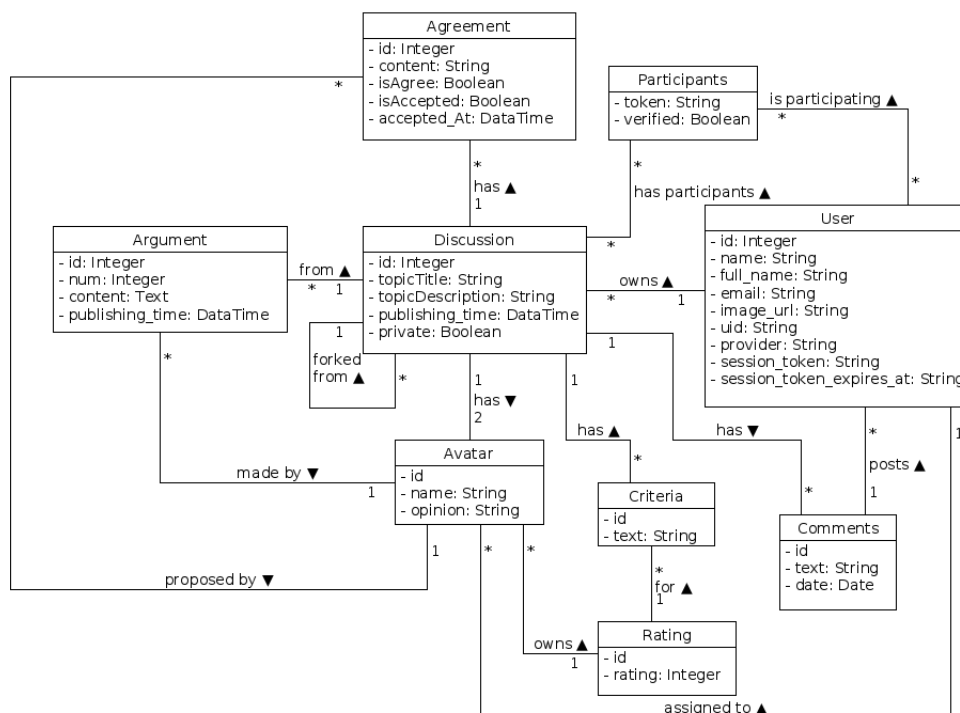 Agreement
- id: Integer
- content: String
- isAgree: Boolean
- isAccepted: Boolean
- accepted_At: DataTime
*
Participants
- token: String
- verified: Boolean
is participating ▲
*
*
*
has ▲
1
*
has participants ▲
*
Argument
- id: Integer
- num: Integer
- content: Text
- publishing_time: DataTime
from ▲
*
1
Discussion
- id: Integer
- topicTitle: String
- topicDescription: String
- publishing_time: DataTime
- private: Boolean
owns ▲
*
1
User
- id: Integer
- name: String
- full_name: String
- email: String
- image_url: String
- uid: String
- provider: String
- session_token: String
- session_token_expires_at: String
1
forked
from ▲
*
*
1
has ▼
2
1
has ▲
*
1
has ▼
*
*
posts ▲
1
1
made by ▼
1
Avatar
- id
- name: String
- opinion: String
Criteria
- id
- text: String
Comments
- id
- text: String
- date: Date
1
*
*
proposed by ▼
*
for ▲
1
owns ▲
1
Rating
- id
- rating: Integer
assigned to ▲